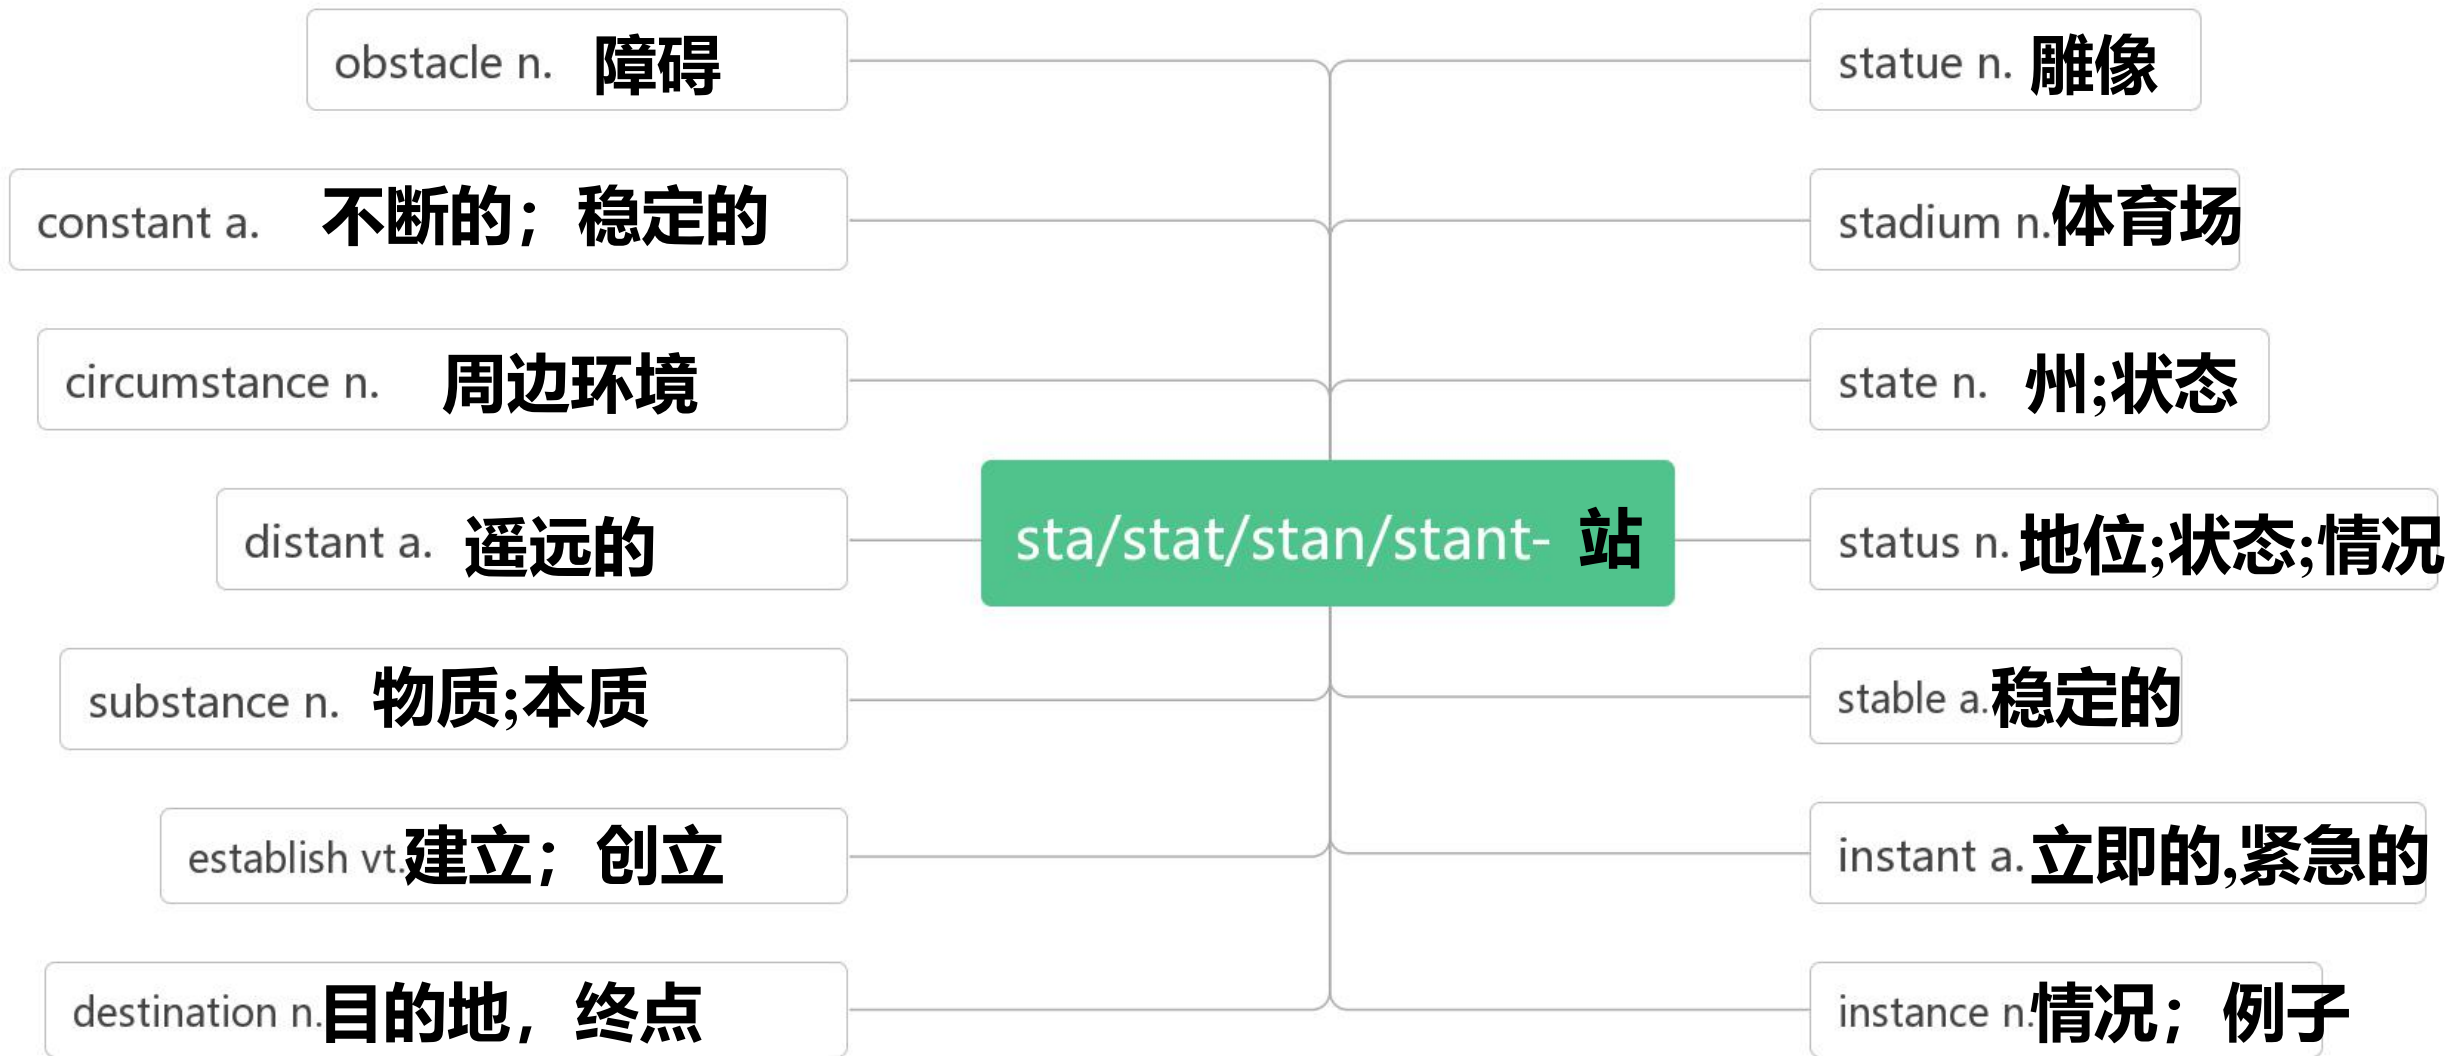 obstacle n. 障碍
constant a. 不断的；稳定的
circumstance n. 周边环境
distant a. 遥远的
substance n. 物质;本质
establish vt.建立；创立
destination n.目的地，终点
sta/stat/stan/stant- 站
statue n. 雕像
stadium n.体育场
state n. 州;状态
status n. 地位;状态;情况
stable a.稳定的
instant a.立即的,紧急的
instance n.情况；例子